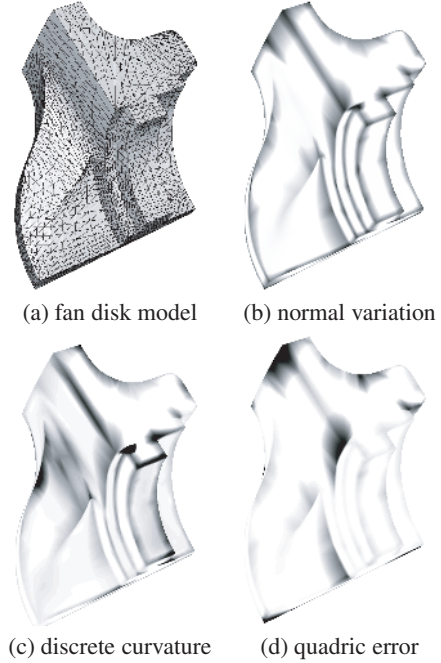 (a) fan disk model
(b) normal variation
(c) discrete curvature
(d) quadric error